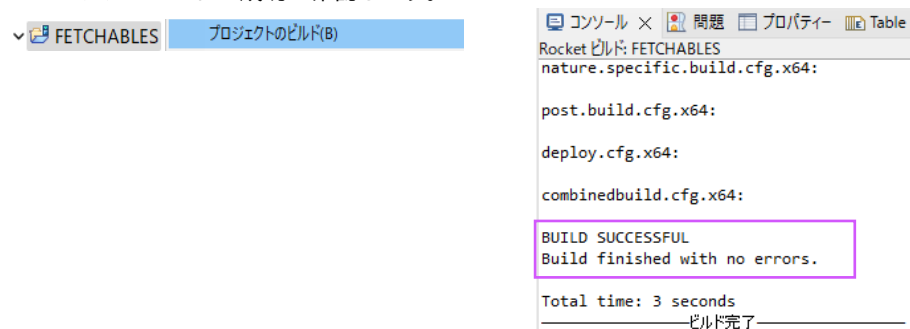 FETCHABLES
プロジェクトのビルド(B)
コンソール
問題
プロパティー
Table
Rocket ビルド: FETCHABLES
nature.specific.build.cfg.x64:
post.build.cfg.x64:
deploy.cfg.x64:
combinedbuild.cfg.x64:
BUILD SUCCESSFUL
Build finished with no errors.
Total time: 3 seconds
ビルド完了